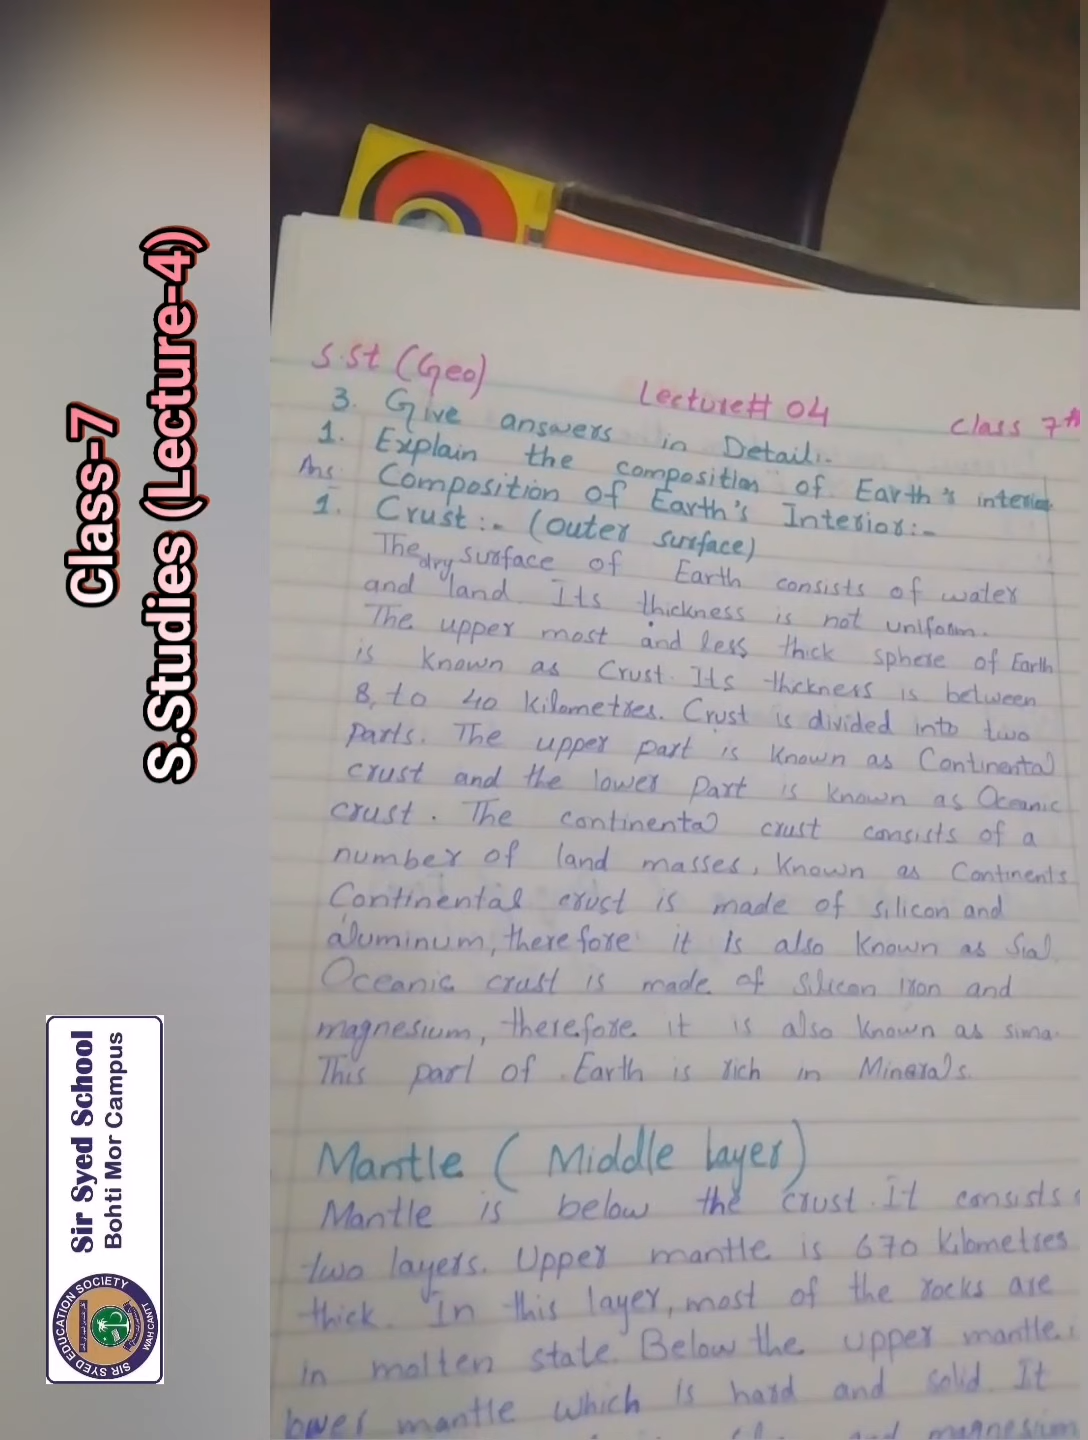 Class-7
S.Studies (Lecture-4)
Sir Syed School
Bohti Mor Campus
SIR SYED EDUCATION SOCIETY
WAH CANTT
S.St (Geo) Lecture# 04 Class 7th
3. Give answers in Detail:-
1. Explain the composition of Earth's interior
Ans: Composition of Earth's Interior:-
1. Crust:- (outer surface)
The dry surface of Earth consists of water
and land. Its thickness is not uniform.
The upper most and less thick sphere of Earth
is known as Crust. Its thickness is between
8, to 40 kilometres. Crust is divided into two
parts. The upper part is known as Continental
crust and the lower part is known as Oceanic
crust. The continental crust consists of a
number of land masses, known as Continents
Continental crust is made of silicon and
aluminum, therefore it is also known as Sial.
Oceanic crust is made of Silicon iron and
magnesium, therefore it is also known as sima.
This part of Earth is rich in Minerals.
Mantle ( Middle layer)
Mantle is below the crust. It consists
two layers. Upper mantle is 670 kilometres
thick. In this layer, most of the rocks are
in molten state. Below the upper mantle
lower mantle which is hard and solid. It
and magnesium